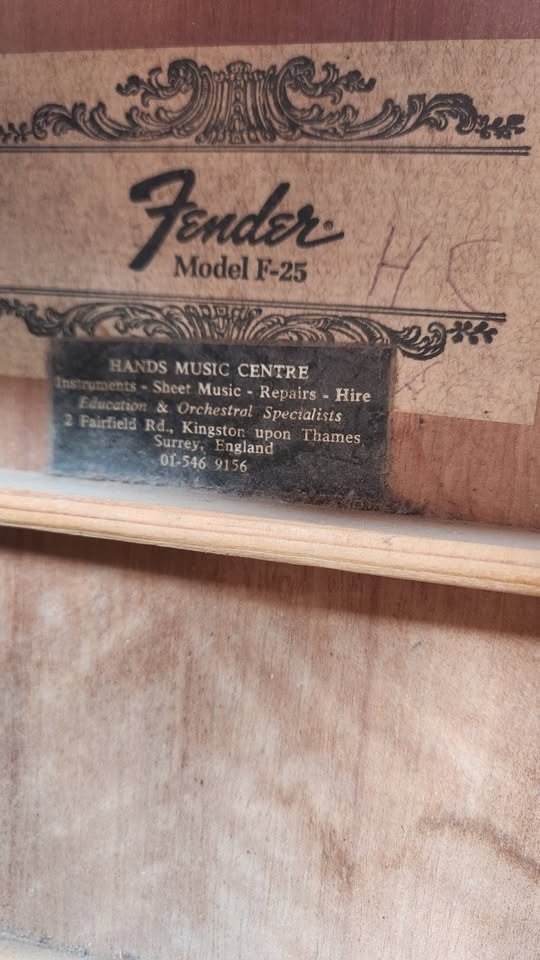 Fender®
Model F-25
H C
HANDS MUSIC CENTRE
Instruments - Sheet Music - Repairs - Hire
Education & Orchestral Specialists
2 Fairfield Rd., Kingston upon Thames
Surrey, England
01-546 9156